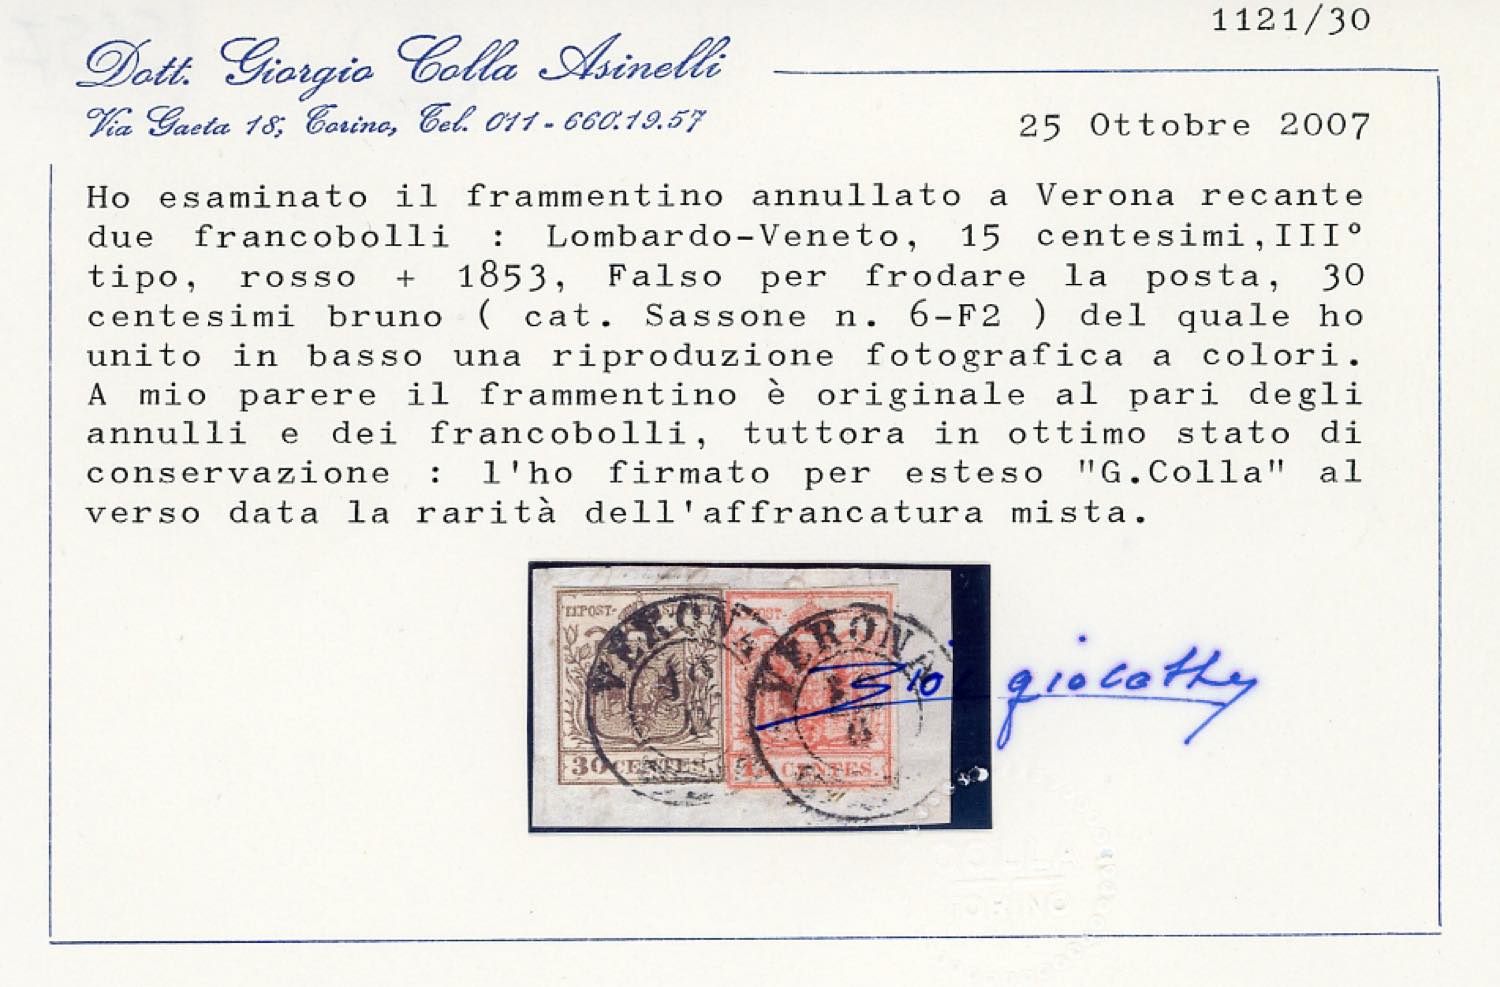 1121/30
Dott. Giorgio Colla Asinelli
Via Gaeta 18, Torino, Tel. 011-660.19.57
25 Ottobre 2007
Ho esaminato il frammentino annullato a Verona recante
due francobolli : Lombardo-Veneto, 15 centesimi,III°
tipo, rosso + 1853, Falso per frodare la posta, 30
centesimi bruno ( cat. Sassone n. 6-F2 ) del quale ho
unito in basso una riproduzione fotografica a colori.
A mio parere il frammentino è originale al pari degli
annulli e dei francobolli, tuttora in ottimo stato di
conservazione : l'ho firmato per esteso "G.Colla" al
verso data la rarità dell'affrancatura mista.
VERONA
VERONA
30 CENTES.
CENTES.
COLLA
TORINO